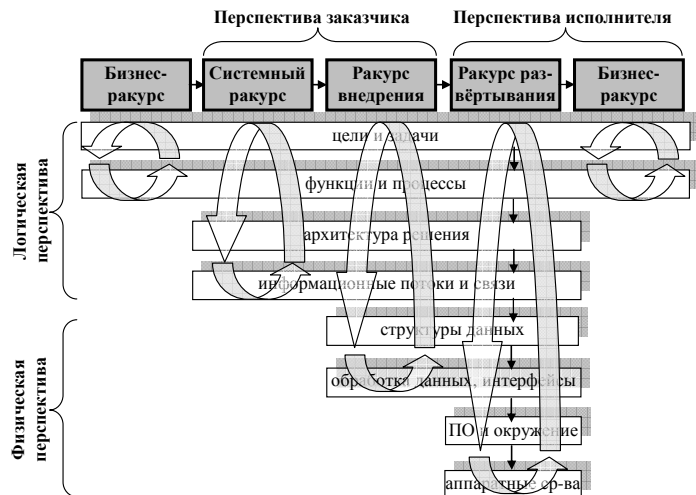 Перспектива заказчика
Перспектива исполнителя
Бизнес-
ракурс
Системный
ракурс
Ракурс
внедрения
Ракурс раз-
вёртывания
Бизнес-
ракурс
Логическая
перспектива
цели и задачи
функции и процессы
архитектура решения
информационные потоки и связи
Физическая
перспектива
структуры данных
обработка данных, интерфейсы
ПО и окружение
аппаратные ср-ва